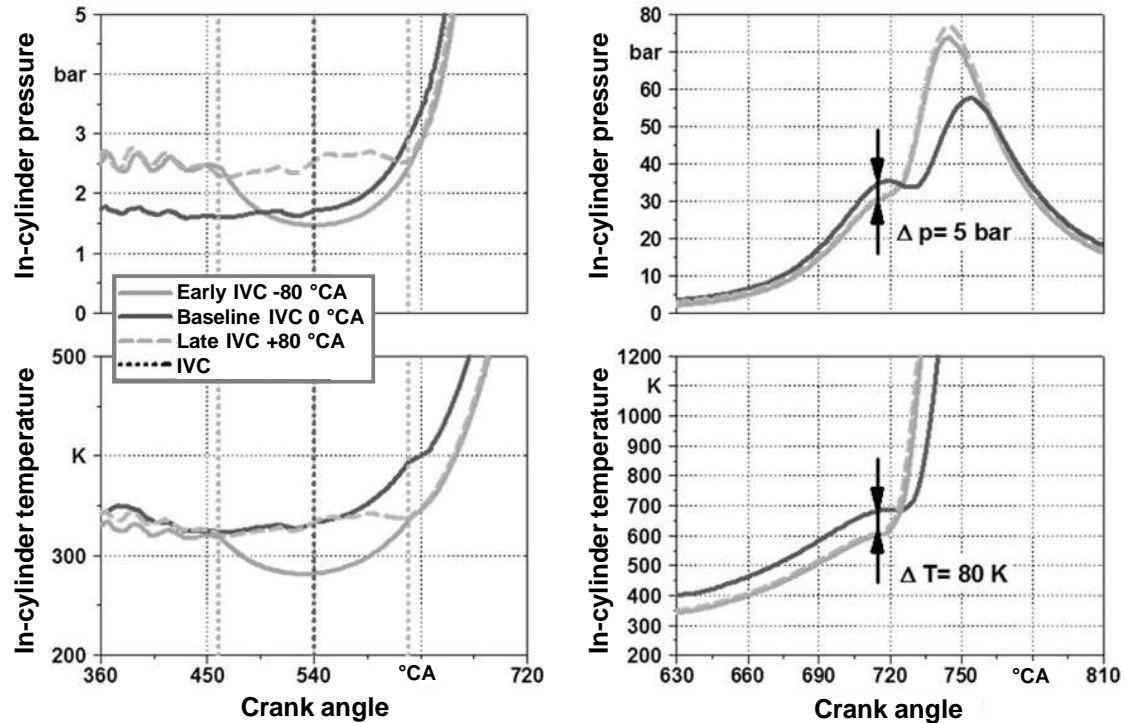 In-cylinder pressure
5
bar
3
2
1
0
Early IVC -80 °CA
Baseline IVC 0 °CA
Late IVC +80 °CA
IVC
In-cylinder pressure
80
bar
60
50
40
30
20
10
0
Δ p= 5 bar
In-cylinder temperature
500
K
300
200
360
450
540
°CA
720
Crank angle
In-cylinder temperature
1200
K
1000
900
800
700
600
500
400
300
200
Δ T= 80 K
630
660
690
720
750
°CA
810
Crank angle